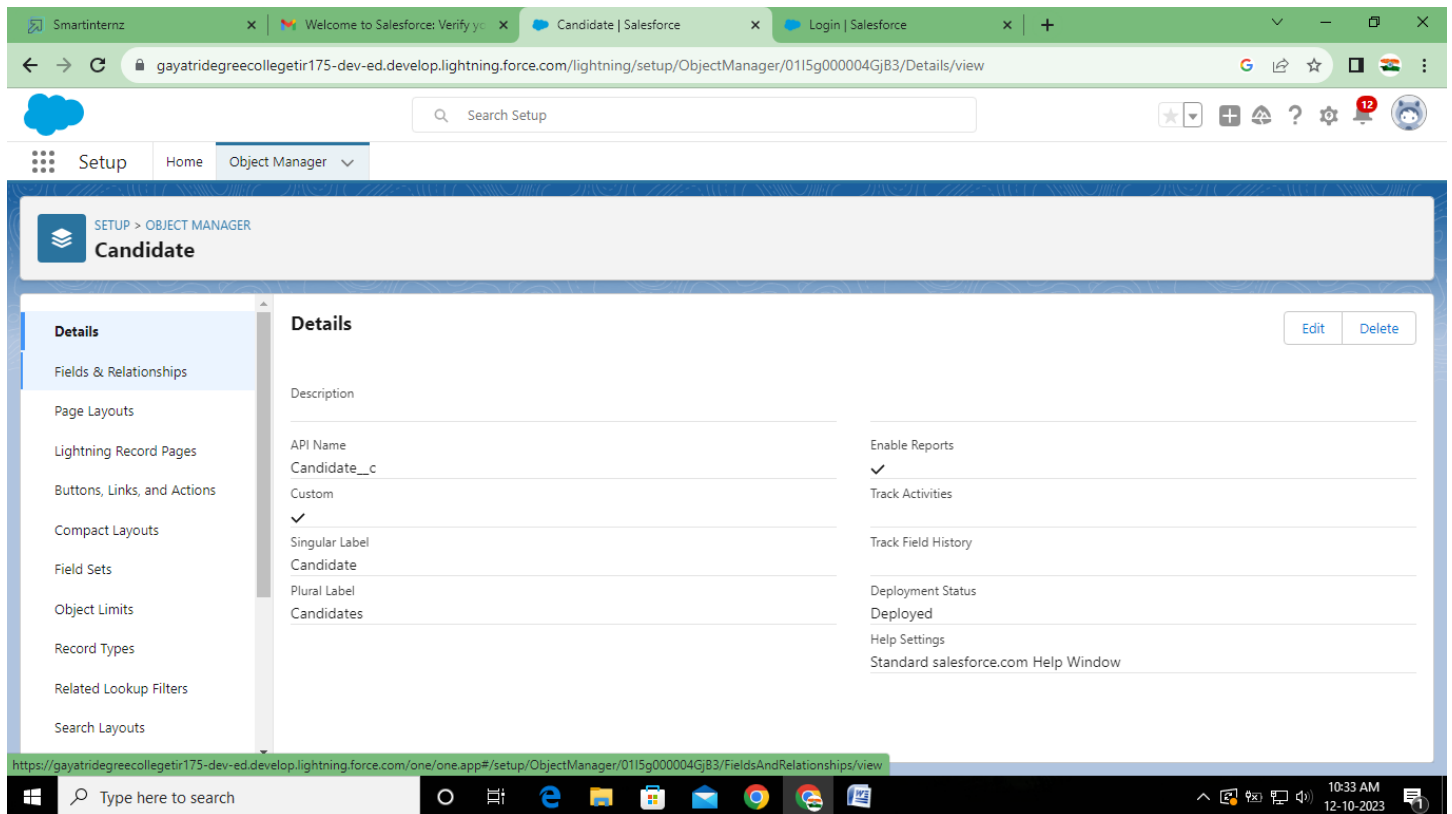 Smartinternz
Welcome to Salesforce: Verify yo
Candidate | Salesforce
Login | Salesforce
gayatridegreecollegetir175-dev-ed.develop.lightning.force.com/lightning/setup/ObjectManager/01I5g000004GjB3/Details/view
Search Setup
12
Setup
Home
Object Manager
SETUP > OBJECT MANAGER
Candidate
Details
Fields & Relationships
Page Layouts
Lightning Record Pages
Buttons, Links, and Actions
Compact Layouts
Field Sets
Object Limits
Record Types
Related Lookup Filters
Search Layouts
Details
Edit
Delete
Description
API Name
Candidate__c
Custom
Singular Label
Candidate
Plural Label
Candidates
Enable Reports
Track Activities
Track Field History
Deployment Status
Deployed
Help Settings
Standard salesforce.com Help Window
https://gayatridegreecollegetir175-dev-ed.develop.lightning.force.com/one/one.app#/setup/ObjectManager/01I5g000004GjB3/FieldsAndRelationships/view
Type here to search
10:33 AM
12-10-2023
1